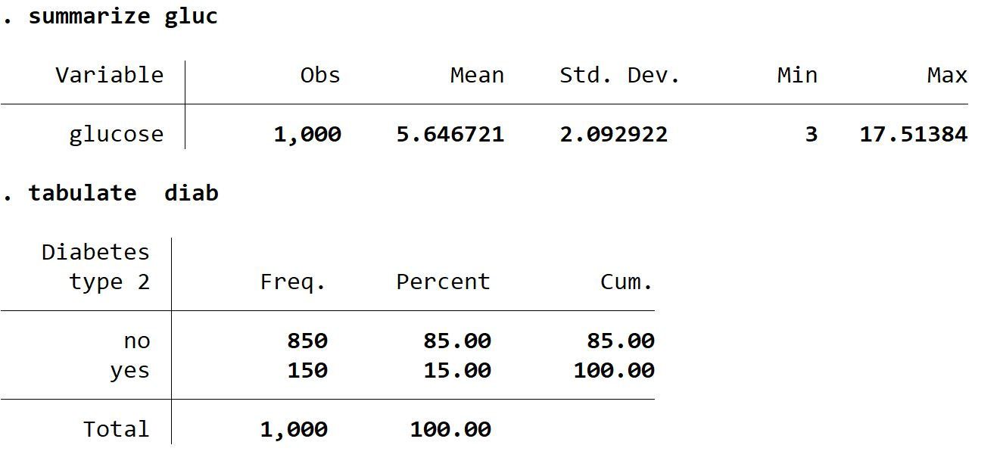 . summarize gluc
Variable Obs Mean Std. Dev. Min Max
glucose 1,000 5.646721 2.092922 3 17.51384
. tabulate  diab
Diabetes
type 2 Freq. Percent Cum.
no 850 85.00 85.00
yes 150 15.00 100.00
Total 1,000 100.00